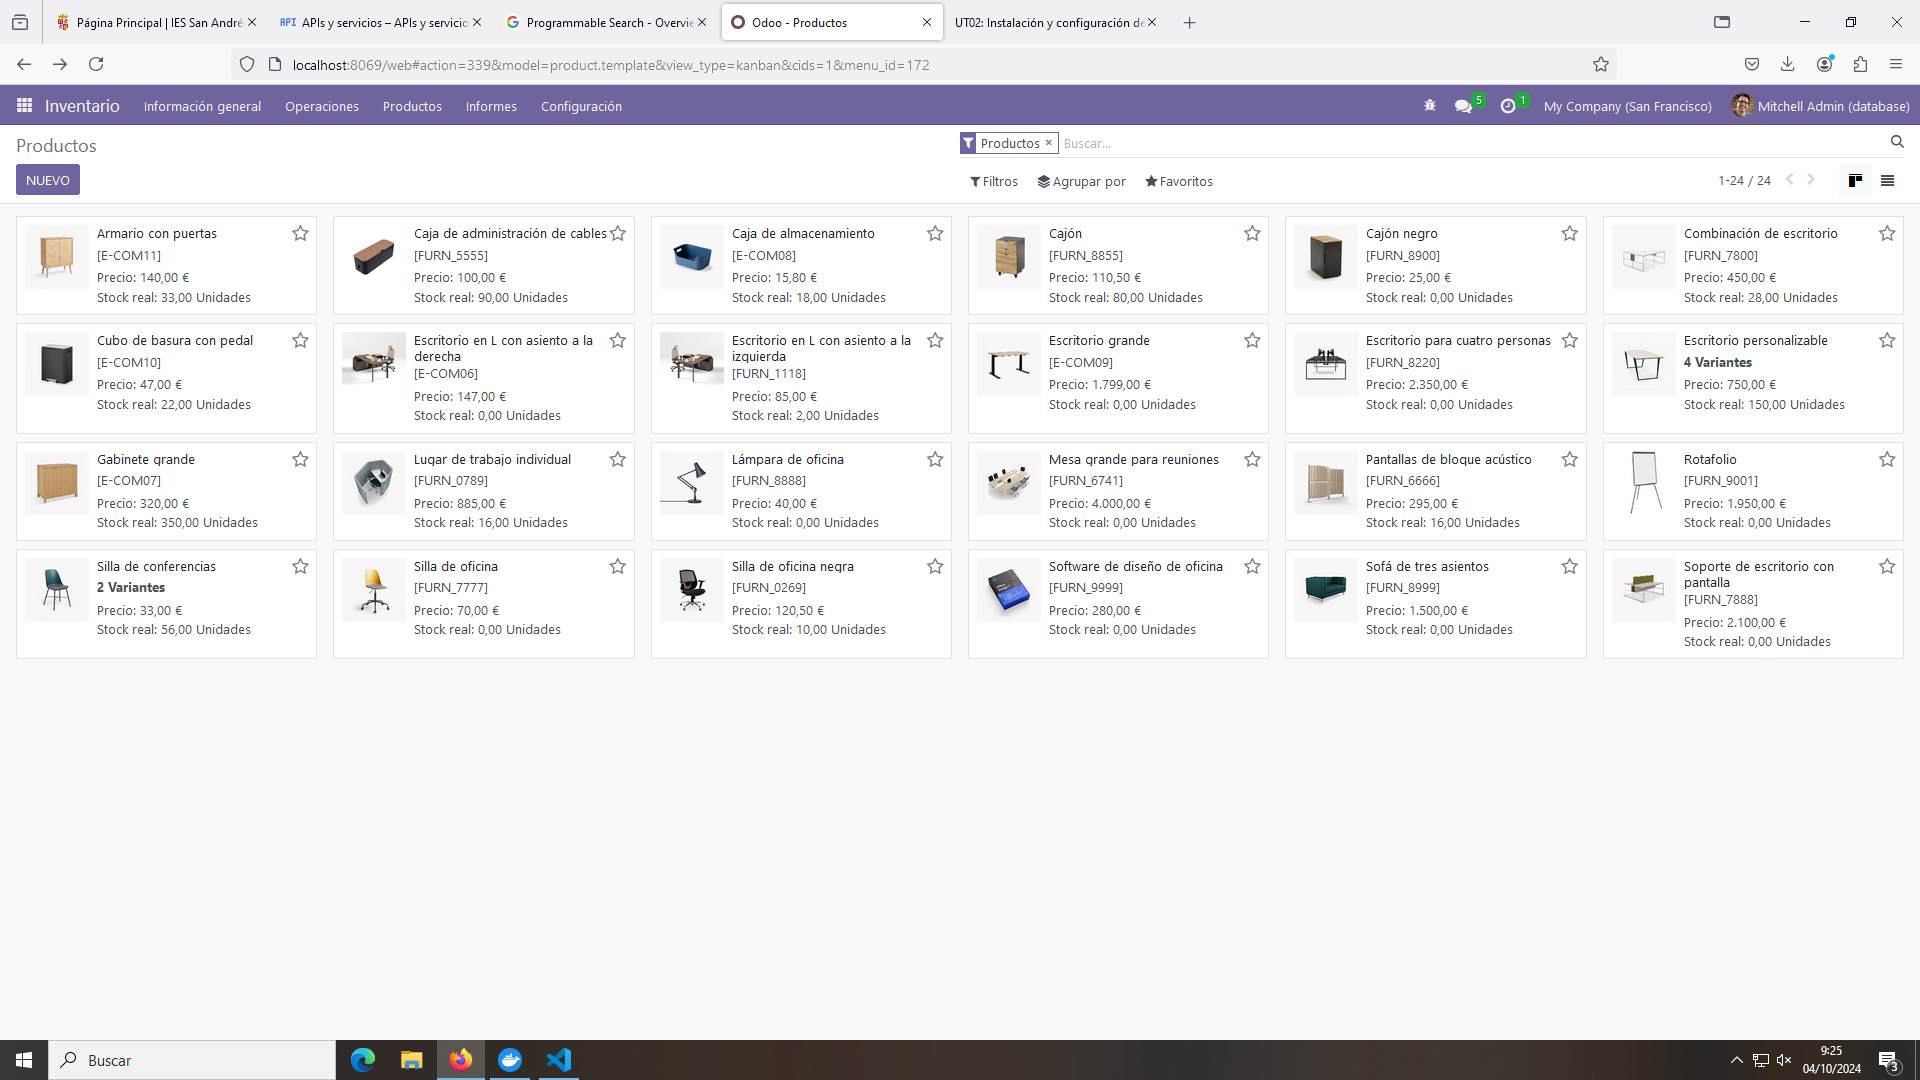 Página Principal | IES San André
APIs y servicios – APIs y servicio
Programmable Search - Overvie
Odoo - Productos
UT02: Instalación y configuración de
localhost:8069/web#action=339&model=product.template&view_type=kanban&cids=1&menu_id=172
Inventario
Información general
Operaciones
Productos
Informes
Configuración
5
1
My Company (San Francisco)
Mitchell Admin (database)
Productos
Productos
Buscar...
NUEVO
Filtros
Agrupar por
Favoritos
1-24 / 24
Armario con puertas
[E-COM11]
Precio: 140,00 €
Stock real: 33,00 Unidades
Caja de administración de cables
[FURN_5555]
Precio: 100,00 €
Stock real: 90,00 Unidades
Caja de almacenamiento
[E-COM08]
Precio: 15,80 €
Stock real: 18,00 Unidades
Cajón
[FURN_8855]
Precio: 110,50 €
Stock real: 80,00 Unidades
Cajón negro
[FURN_8900]
Precio: 25,00 €
Stock real: 0,00 Unidades
Combinación de escritorio
[FURN_7800]
Precio: 450,00 €
Stock real: 28,00 Unidades
Cubo de basura con pedal
[E-COM10]
Precio: 47,00 €
Stock real: 22,00 Unidades
Escritorio en L con asiento a la
derecha
[E-COM06]
Precio: 147,00 €
Stock real: 0,00 Unidades
Escritorio en L con asiento a la
izquierda
[FURN_1118]
Precio: 85,00 €
Stock real: 2,00 Unidades
Escritorio grande
[E-COM09]
Precio: 1.799,00 €
Stock real: 0,00 Unidades
Escritorio para cuatro personas
[FURN_8220]
Precio: 2.350,00 €
Stock real: 0,00 Unidades
Escritorio personalizable
4 Variantes
Precio: 750,00 €
Stock real: 150,00 Unidades
Gabinete grande
[E-COM07]
Precio: 320,00 €
Stock real: 350,00 Unidades
Lugar de trabajo individual
[FURN_0789]
Precio: 885,00 €
Stock real: 16,00 Unidades
Lámpara de oficina
[FURN_8888]
Precio: 40,00 €
Stock real: 0,00 Unidades
Mesa grande para reuniones
[FURN_6741]
Precio: 4.000,00 €
Stock real: 0,00 Unidades
Pantallas de bloque acústico
[FURN_6666]
Precio: 295,00 €
Stock real: 16,00 Unidades
Rotafolio
[FURN_9001]
Precio: 1.950,00 €
Stock real: 0,00 Unidades
Silla de conferencias
2 Variantes
Precio: 33,00 €
Stock real: 56,00 Unidades
Silla de oficina
[FURN_7777]
Precio: 70,00 €
Stock real: 0,00 Unidades
Silla de oficina negra
[FURN_0269]
Precio: 120,50 €
Stock real: 10,00 Unidades
Software de diseño de oficina
[FURN_9999]
Precio: 280,00 €
Stock real: 0,00 Unidades
Sofá de tres asientos
[FURN_8999]
Precio: 1.500,00 €
Stock real: 0,00 Unidades
Soporte de escritorio con
pantalla
[FURN_7888]
Precio: 2.100,00 €
Stock real: 0,00 Unidades
Buscar
9:25
04/10/2024
3